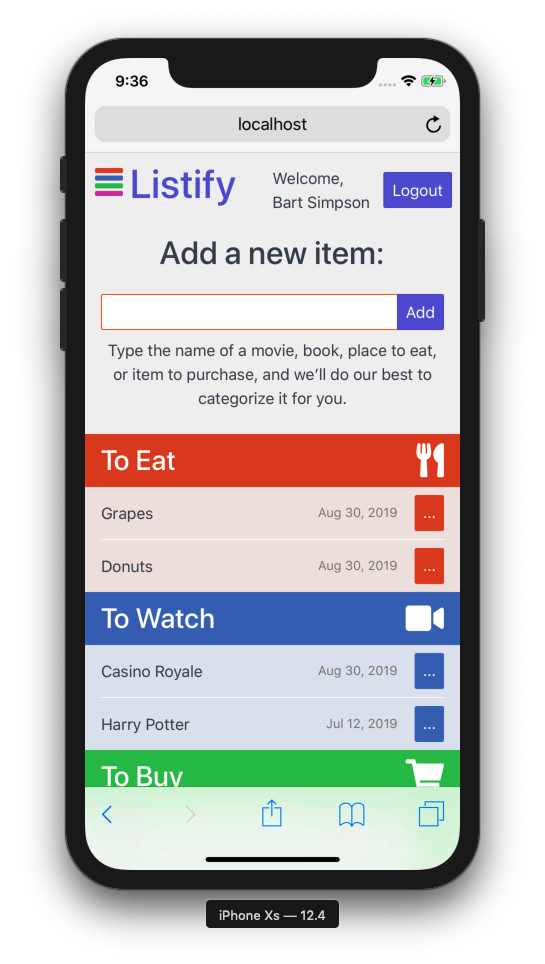 9:36
localhost
Listify
Welcome,
Bart Simpson
Logout
Add a new item:
Add
Type the name of a movie, book, place to eat,
or item to purchase, and we’ll do our best to
categorize it for you.
To Eat
Grapes Aug 30, 2019 ...
Donuts Aug 30, 2019 ...
To Watch
Casino Royale Aug 30, 2019 ...
Harry Potter Jul 12, 2019 ...
To Buy
iPhone Xs — 12.4